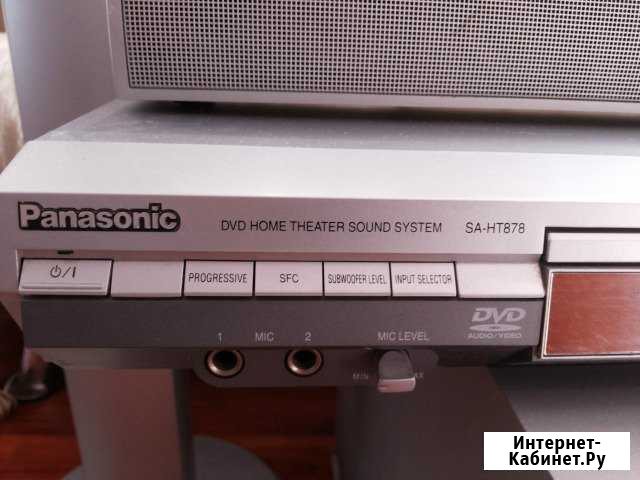 Panasonic
DVD HOME THEATER SOUND SYSTEM SA-HT878
⏻/I
PROGRESSIVE
SFC
SUBWOOFER LEVEL
INPUT SELECTOR
DVD
AUDIO/VIDEO
1 MIC 2
MIC LEVEL
MIN
Интернет-
Кабинет.Ру